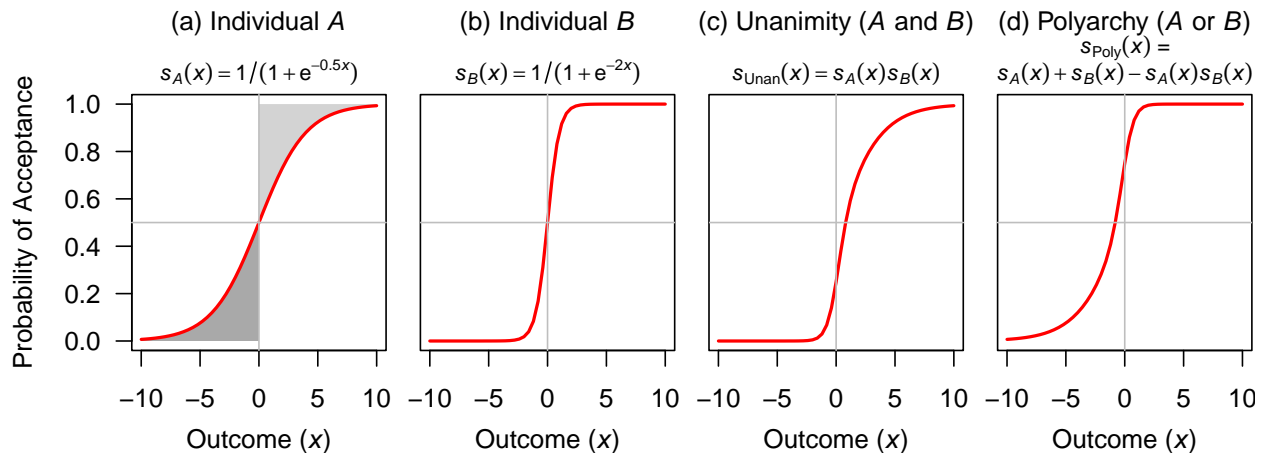 (a) Individual A
(b) Individual B
(c) Unanimity (A and B)
(d) Polyarchy (A or B)
s_A(x) = 1/(1 + e^{−0.5x})
s_B(x) = 1/(1 + e^{−2x})
s_Unan(x) = s_A(x)s_B(x)
s_Poly(x) =
s_A(x) + s_B(x) − s_A(x)s_B(x)
Probability of Acceptance
1.0
0.8
0.6
0.4
0.2
0.0
−10 −5 0 5 10
−10 −5 0 5 10
−10 −5 0 5 10
−10 −5 0 5 10
Outcome (x)
Outcome (x)
Outcome (x)
Outcome (x)